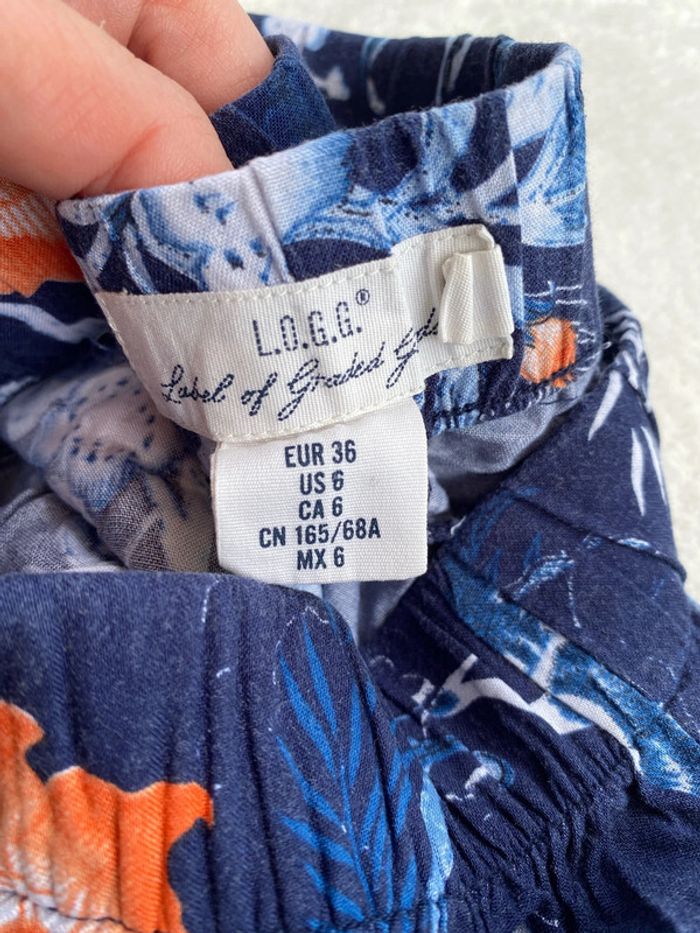 L.O.G.G.®
Label of Graded Goods
EUR 36
US 6
CA 6
CN 165/68A
MX 6